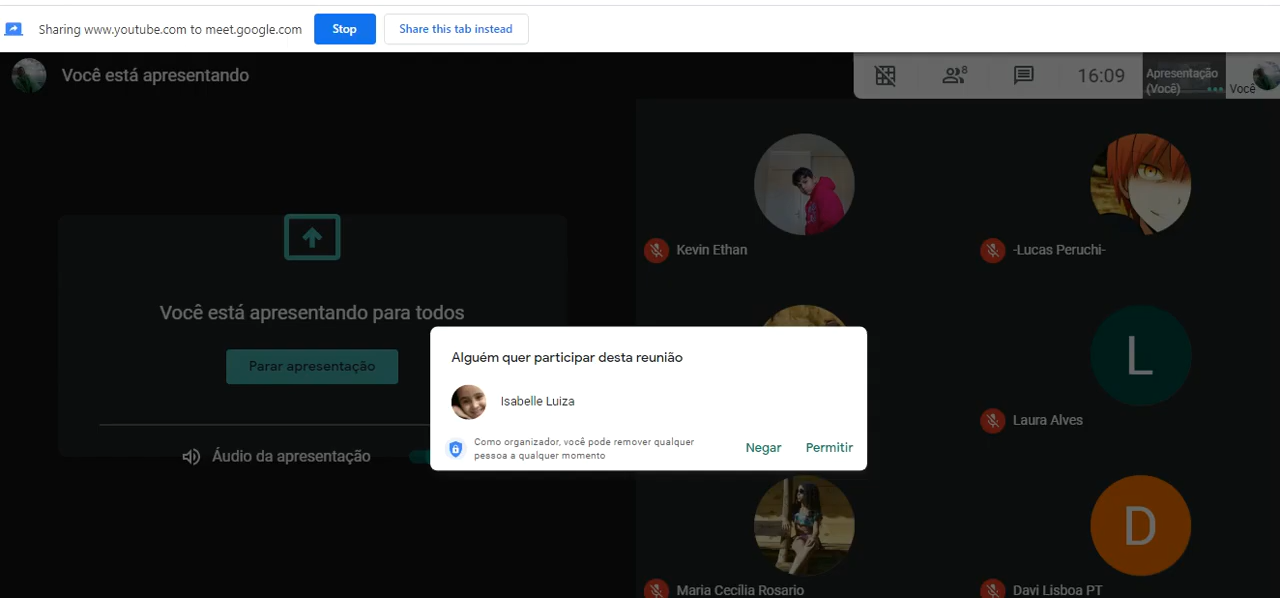 Sharing www.youtube.com to meet.google.com Stop Share this tab instead
Você está apresentando
8
16:09
Apresentação
(Você)
Você
Kevin Ethan
-Lucas Peruchi-
Você está apresentando para todos
Parar apresentação
Alguém quer participar desta reunião
Isabelle Luiza
L
Laura Alves
Como organizador, você pode remover qualquer
pessoa a qualquer momento
Negar Permitir
Áudio da apresentação
D
Maria Cecília Rosario
Davi Lisboa PT